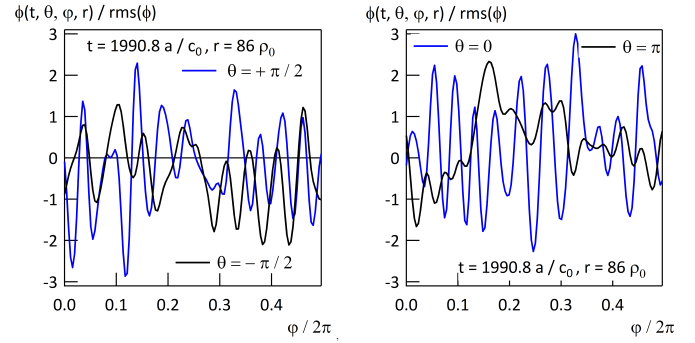 ϕ(t, θ, φ, r) / rms(ϕ)
3
2
1
0
-1
-2
-3
t = 1990.8 a / c₀ , r = 86 ρ₀
θ = + π / 2
θ = − π / 2
0.0 0.1 0.2 0.3 0.4
φ / 2π
,
ϕ(t, θ, φ, r) / rms(ϕ)
3
2
1
0
-1
-2
-3
θ = 0
θ = π
t = 1990.8 a / c₀ , r = 86 ρ₀
0.0 0.1 0.2 0.3 0.4
φ / 2π